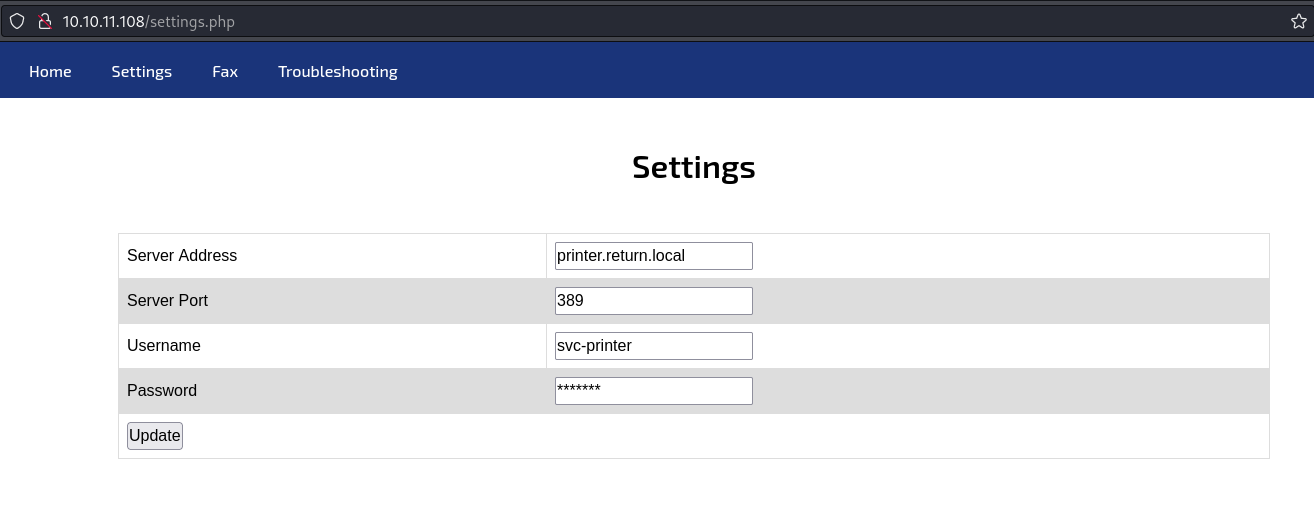 10.10.11.108/settings.php
Home Settings Fax Troubleshooting
Settings
Server Address printer.return.local
Server Port 389
Username svc-printer
Password *******
Update